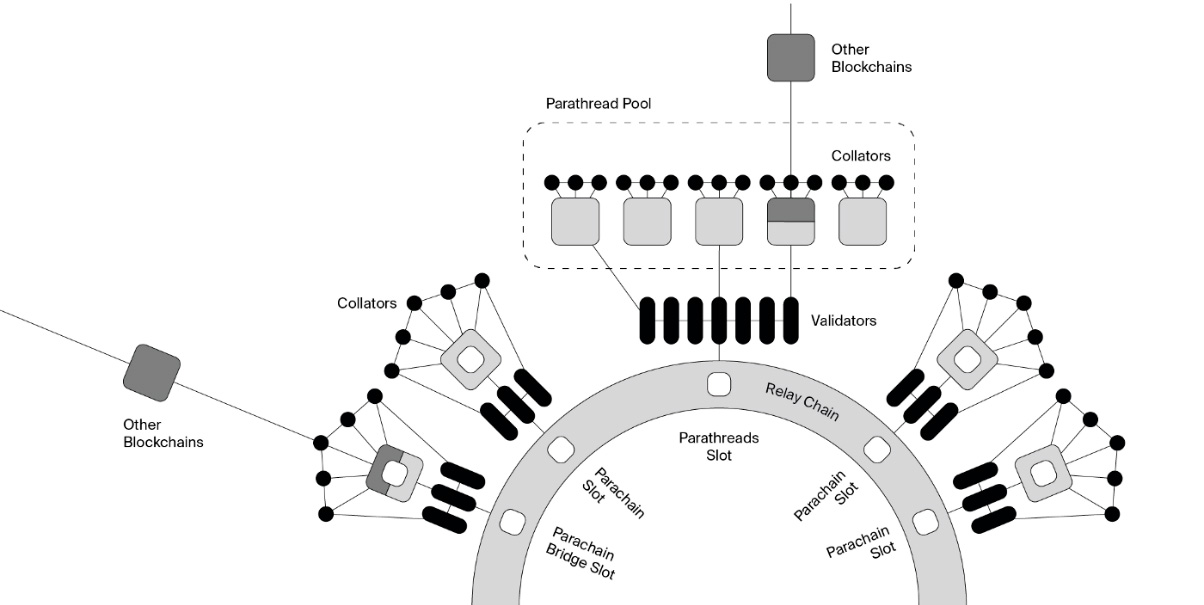 Other
Blockchains
Parathread Pool
Collators
Collators
Validators
Relay Chain
Other
Blockchains
Parathreads
Slot
Parachain
Slot
Parachain
Slot
Parachain
Bridge Slot
Parachain
Slot